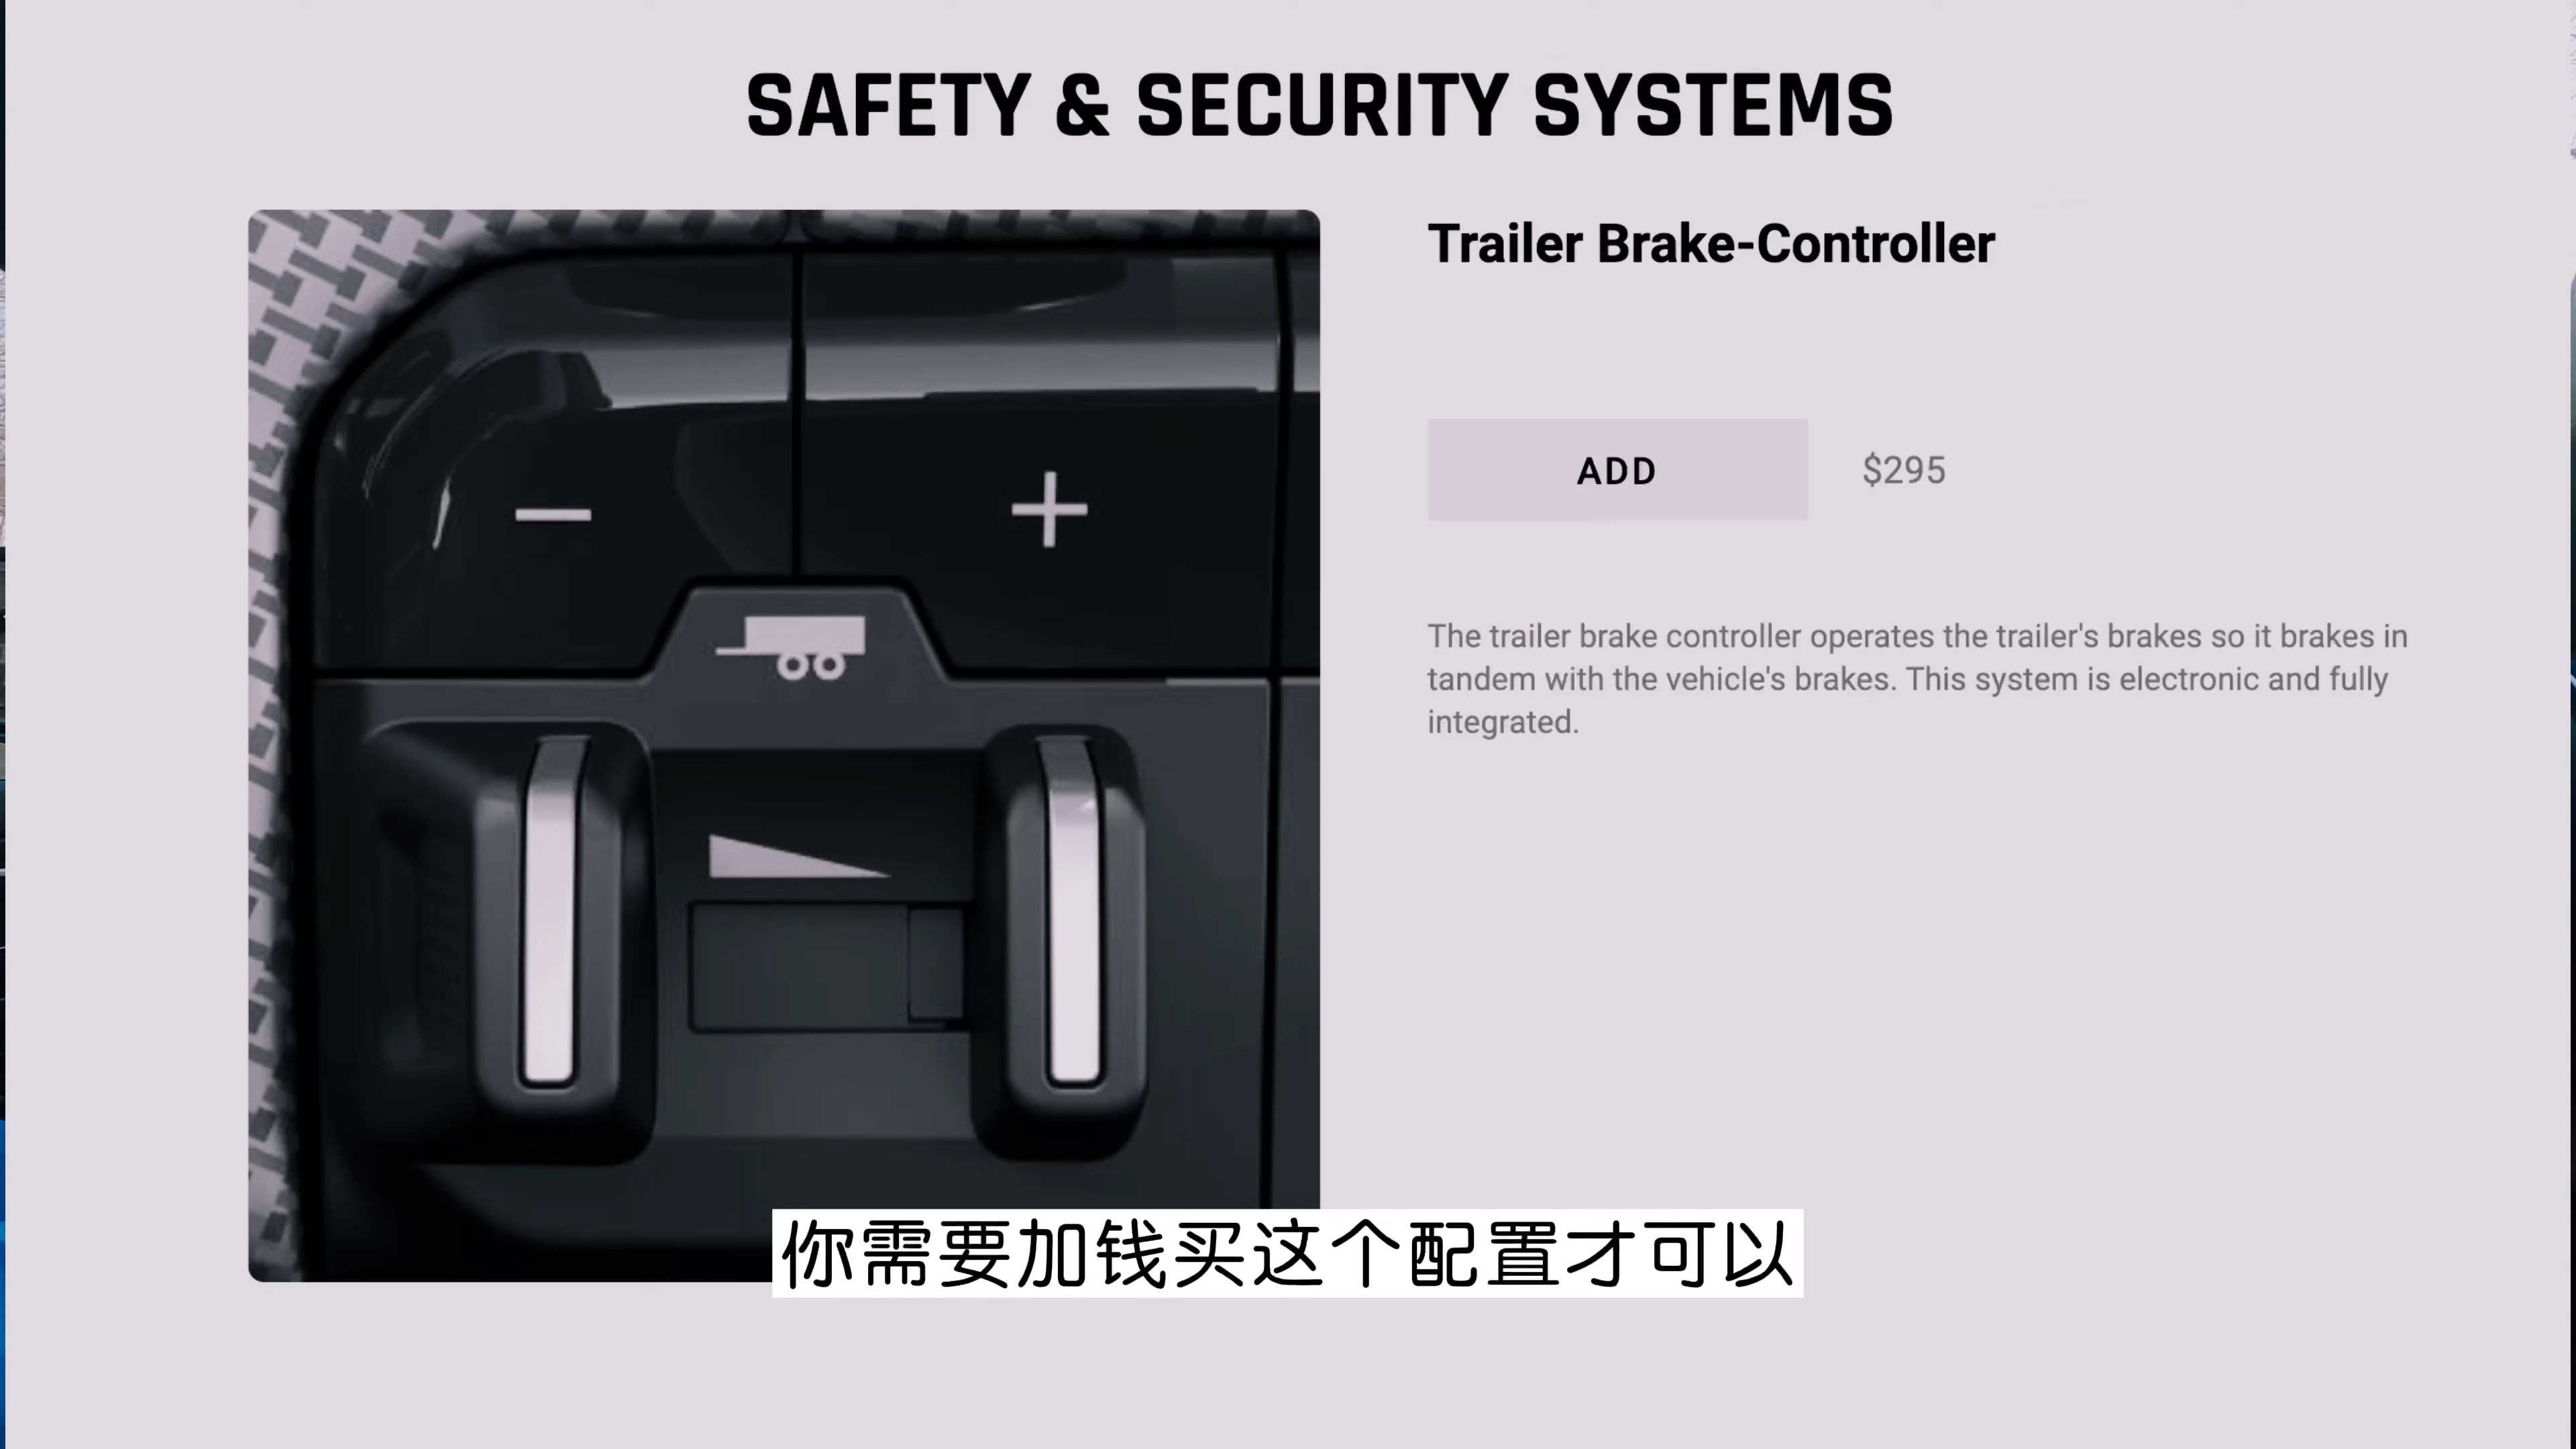 SAFETY & SECURITY SYSTEMS
Trailer Brake-Controller
ADD
$295
The trailer brake controller operates the trailer's brakes so it brakes in
tandem with the vehicle's brakes. This system is electronic and fully
integrated.
你需要加钱买这个配置才可以